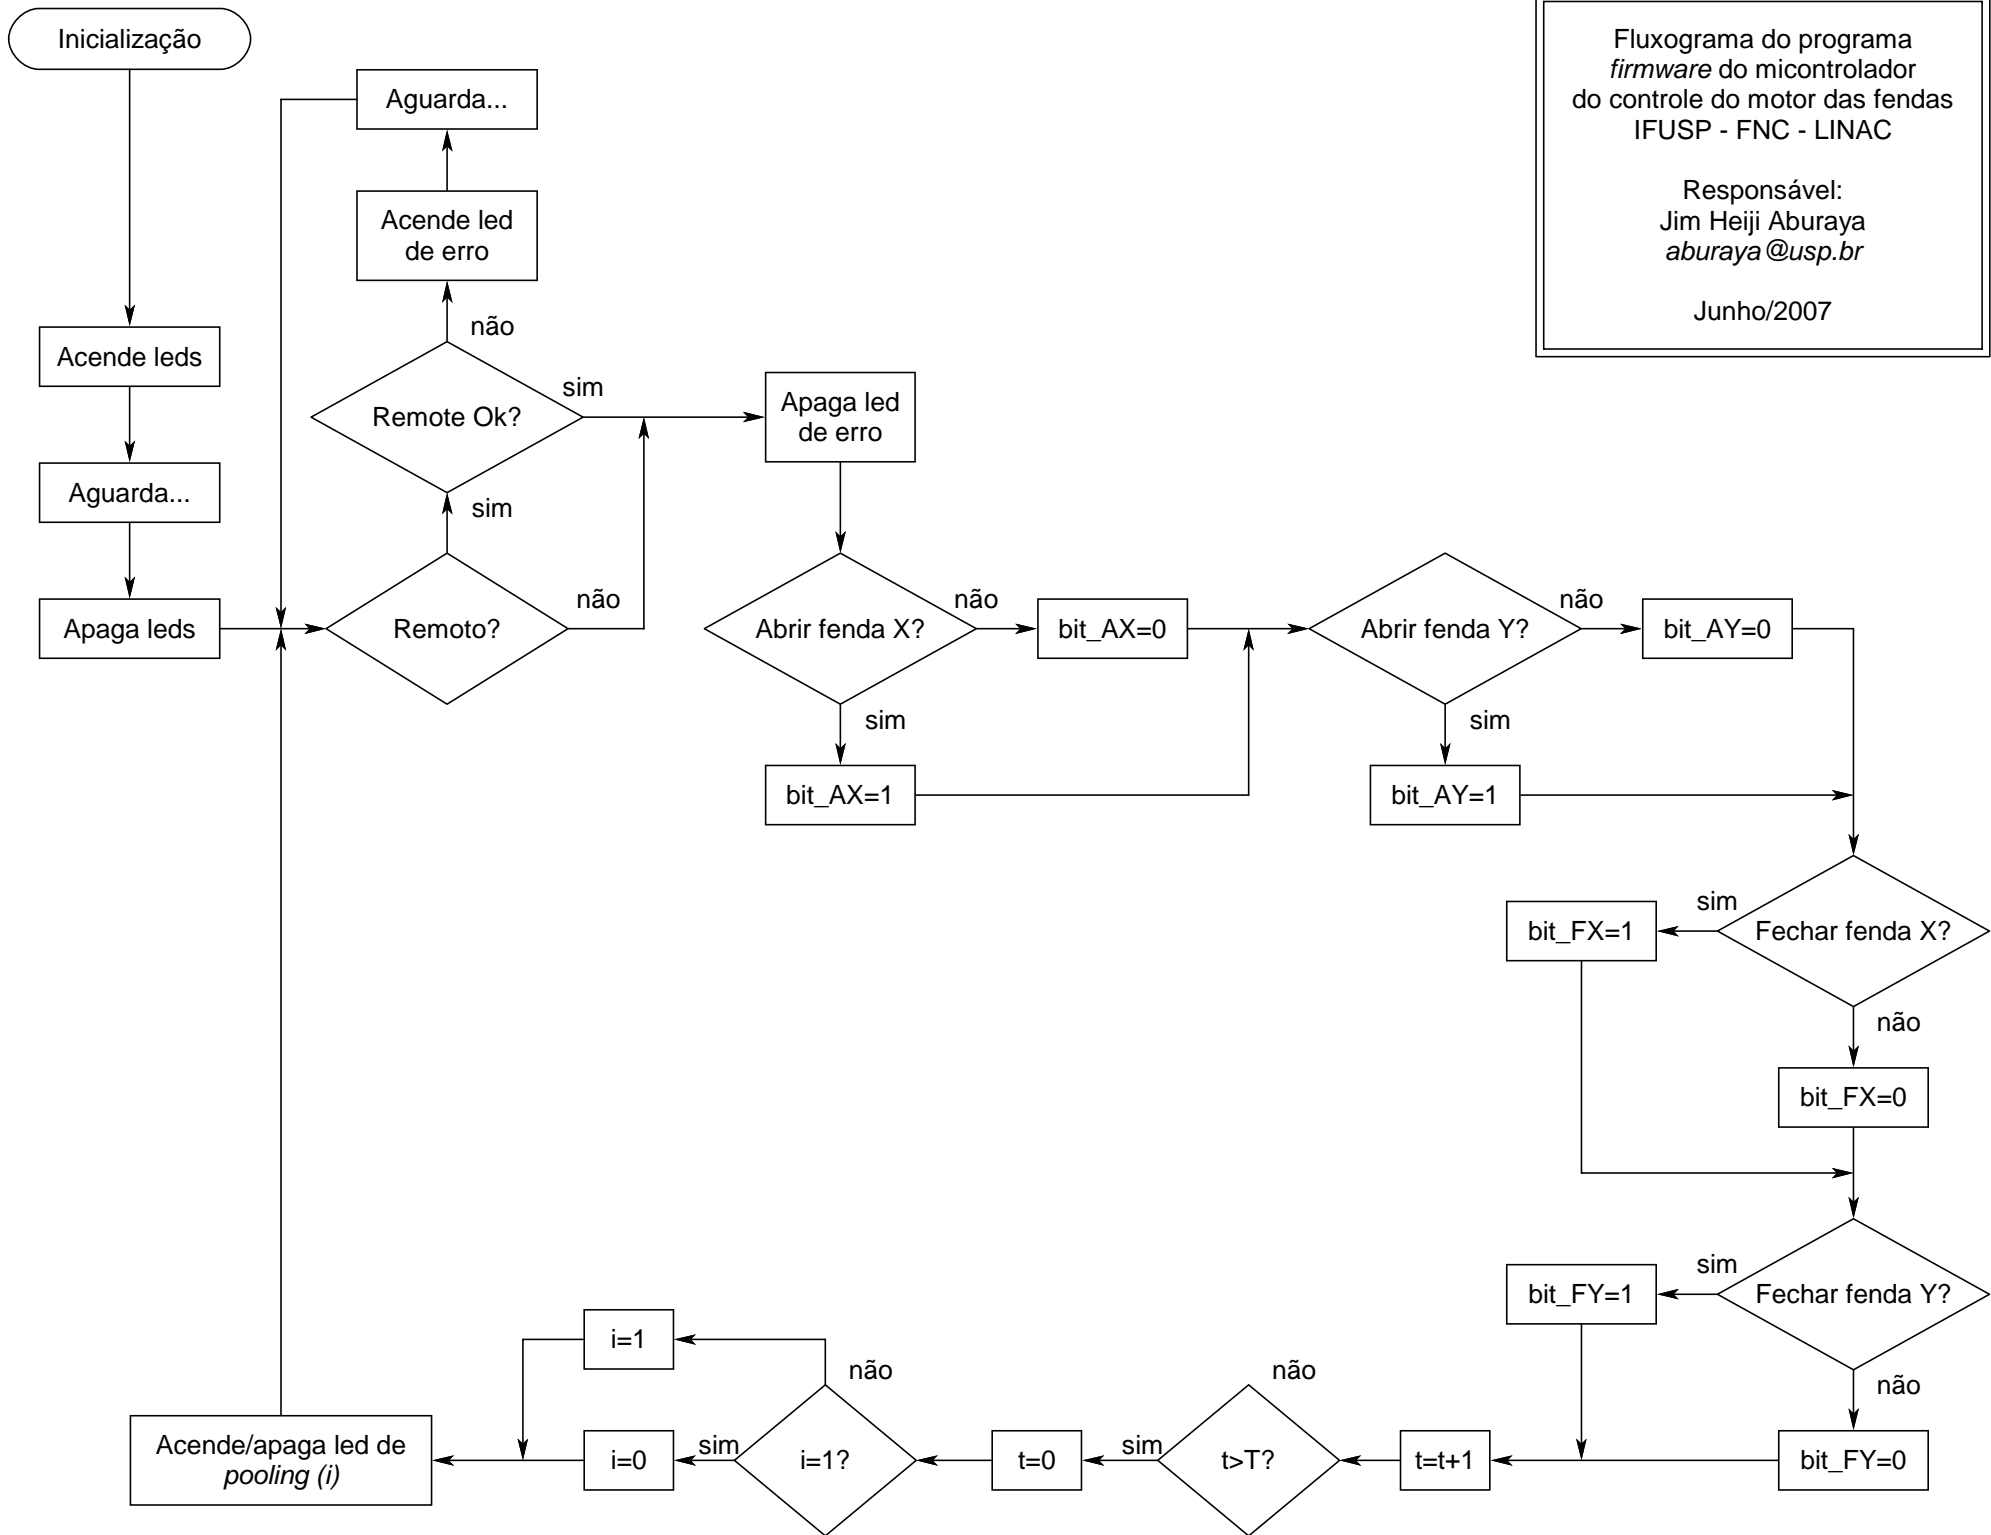 Inicialização
Fluxograma do programa
firmware do micontrolador
do controle do motor das fendas
IFUSP - FNC - LINAC
Responsável:
Jim Heiji Aburaya
aburaya@usp.br
Junho/2007
Aguarda...
Acende led
de erro
não
Acende leds
Remote Ok?
sim
Apaga led
de erro
Aguarda...
sim
Apaga leds
Remoto?
não
Abrir fenda X?
não
bit_AX=0
Abrir fenda Y?
não
bit_AY=0
sim
sim
bit_AX=1
bit_AY=1
sim
bit_FX=1
Fechar fenda X?
não
bit_FX=0
sim
bit_FY=1
Fechar fenda Y?
não
i=1
não
não
Acende/apaga led de
pooling (i)
i=0
sim
i=1?
t=0
sim
t>T?
t=t+1
bit_FY=0